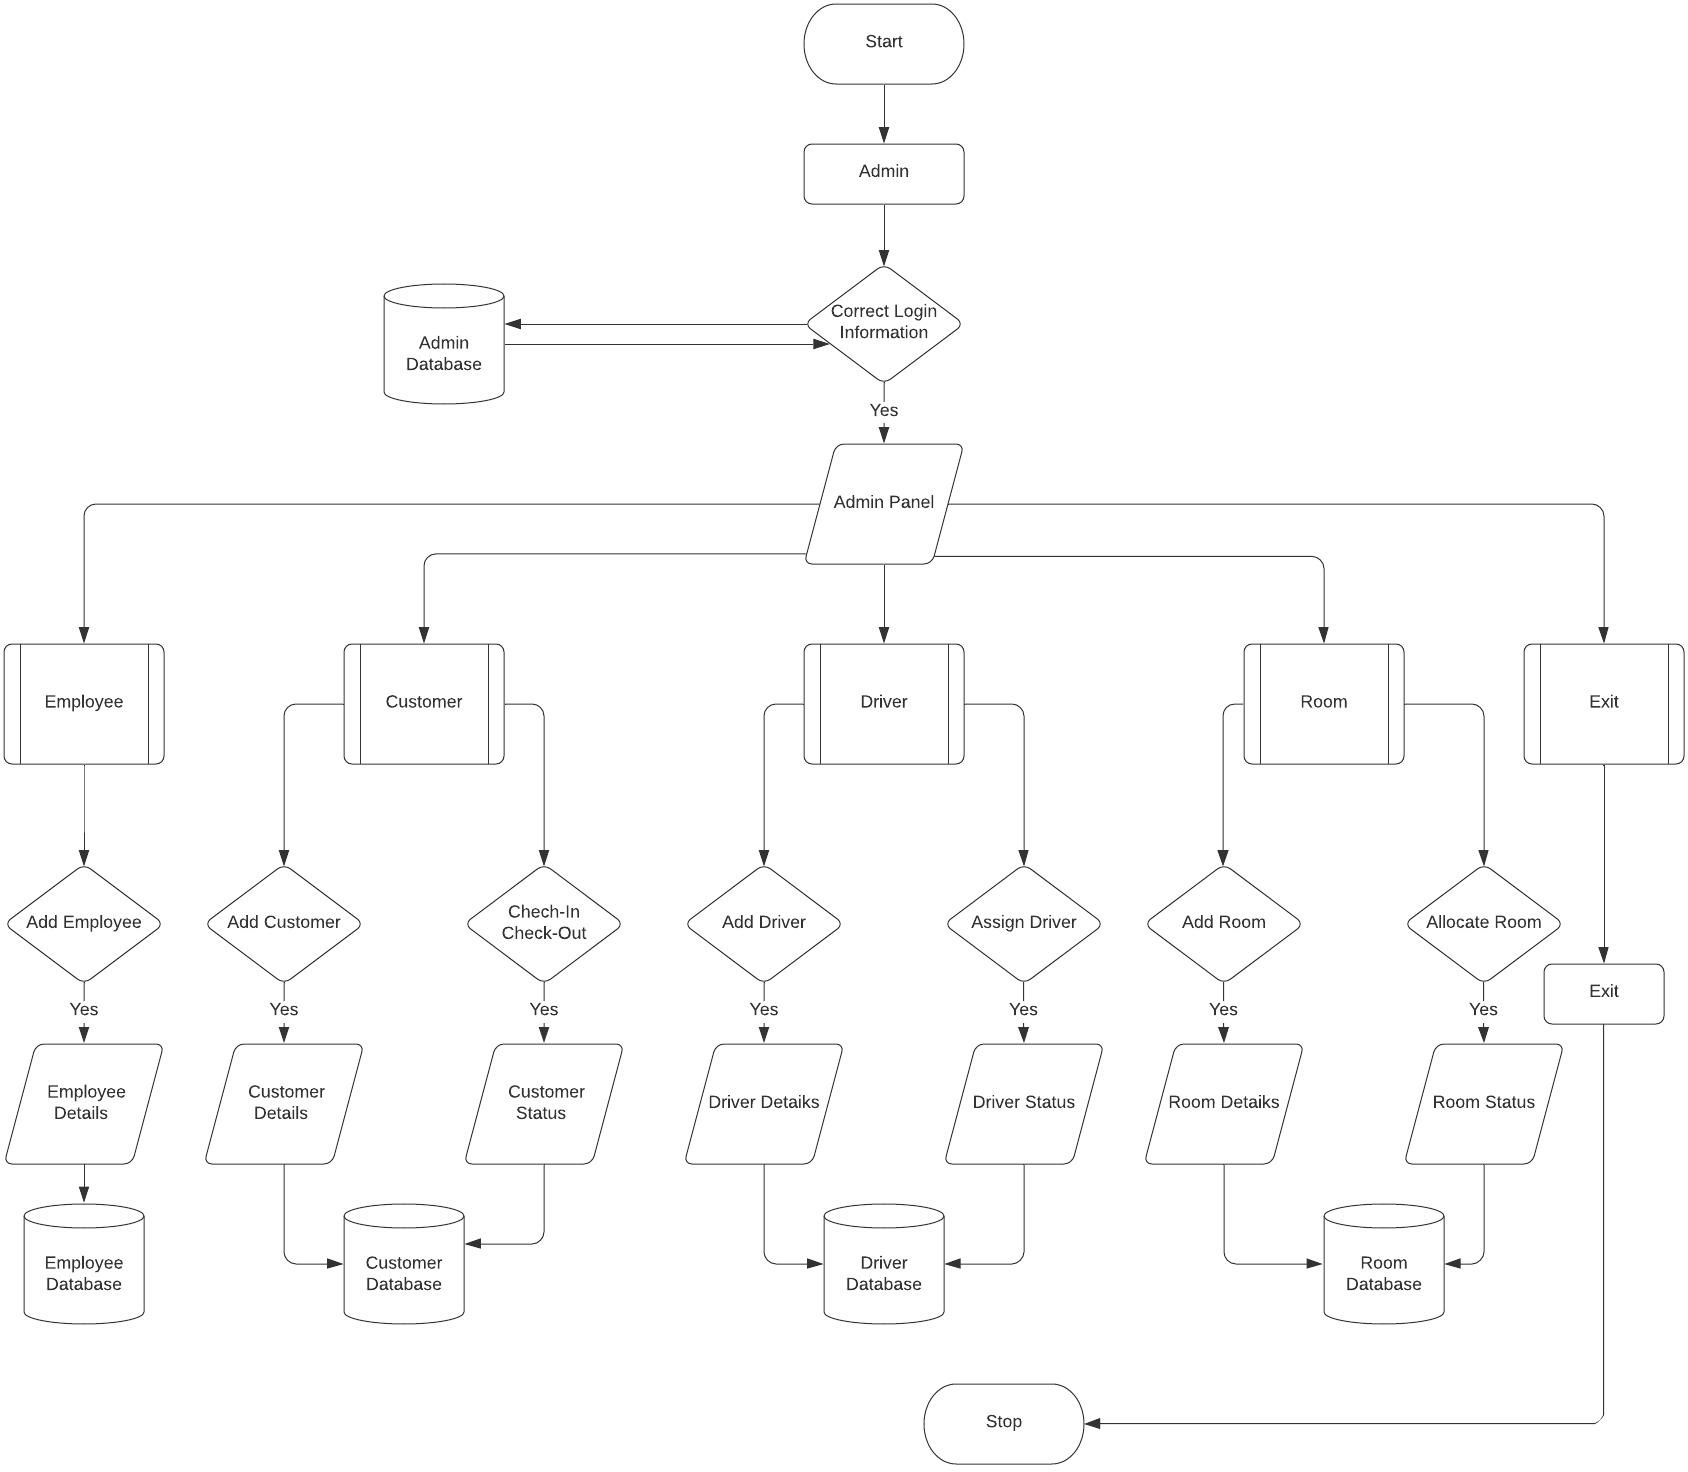 Start
Admin
Correct Login
Information
Admin
Database
Yes
Admin Panel
Employee
Customer
Driver
Room
Exit
Add Employee
Add Customer
Chech-In
Check-Out
Add Driver
Assign Driver
Add Room
Allocate Room
Exit
Yes
Yes
Yes
Yes
Yes
Yes
Yes
Employee
Details
Customer
Details
Customer
Status
Driver Detaiks
Driver Status
Room Detaiks
Room Status
Employee
Database
Customer
Database
Driver
Database
Room
Database
Stop